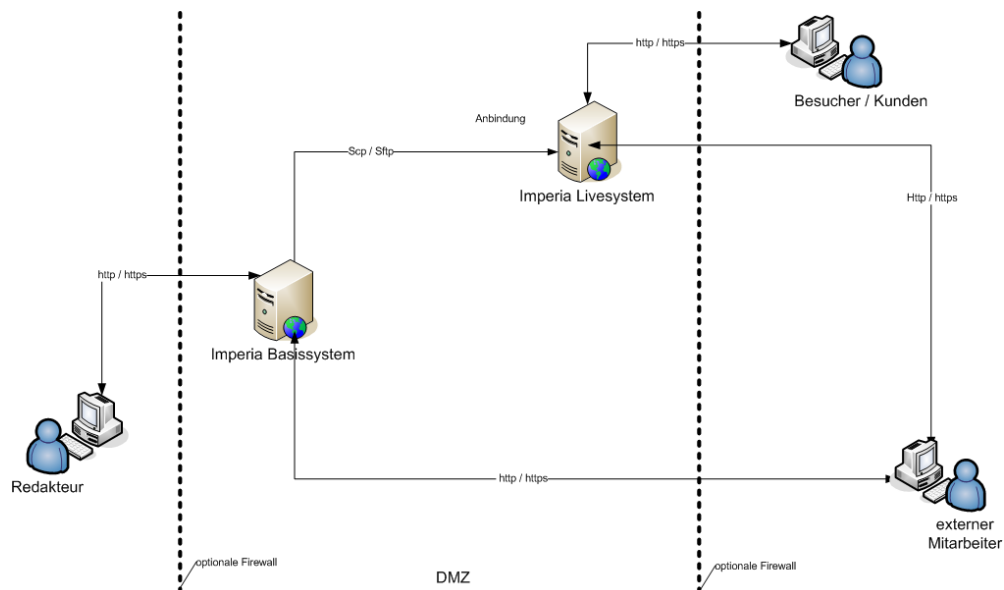 http / https
Besucher / Kunden
Anbindung
Scp / Sftp
Imperia Livesystem
Http / https
http / https
Imperia Basissystem
Redakteur
http / https
externer
Mitarbeiter
optionale Firewall
DMZ
optionale Firewall